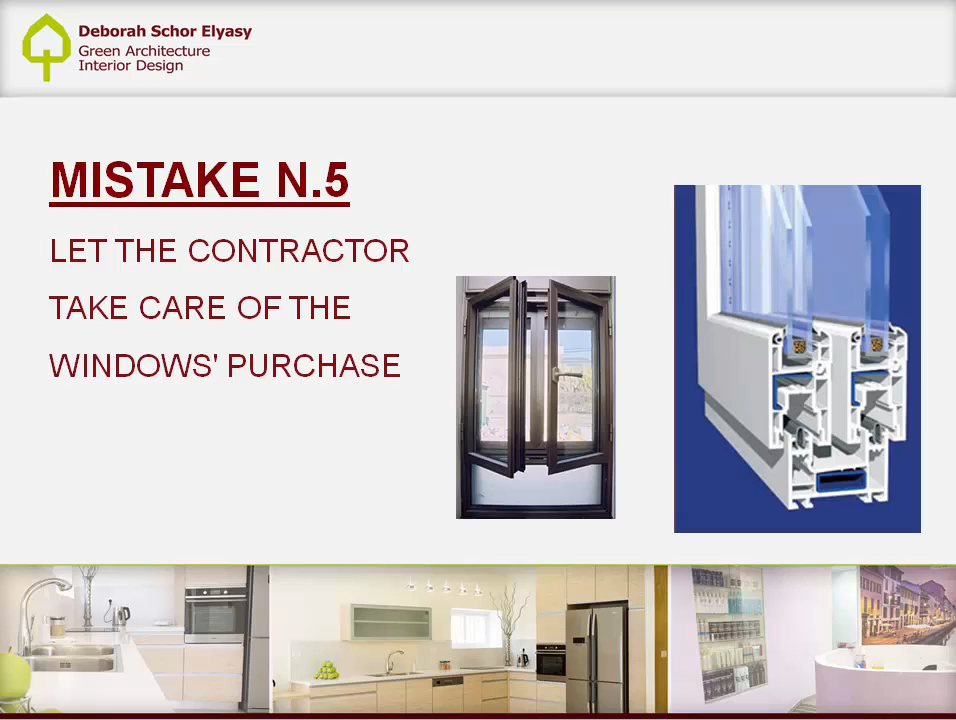 Deborah Schor Elyasy
Green Architecture
Interior Design
MISTAKE N.5
LET THE CONTRACTOR
TAKE CARE OF THE
WINDOWS' PURCHASE